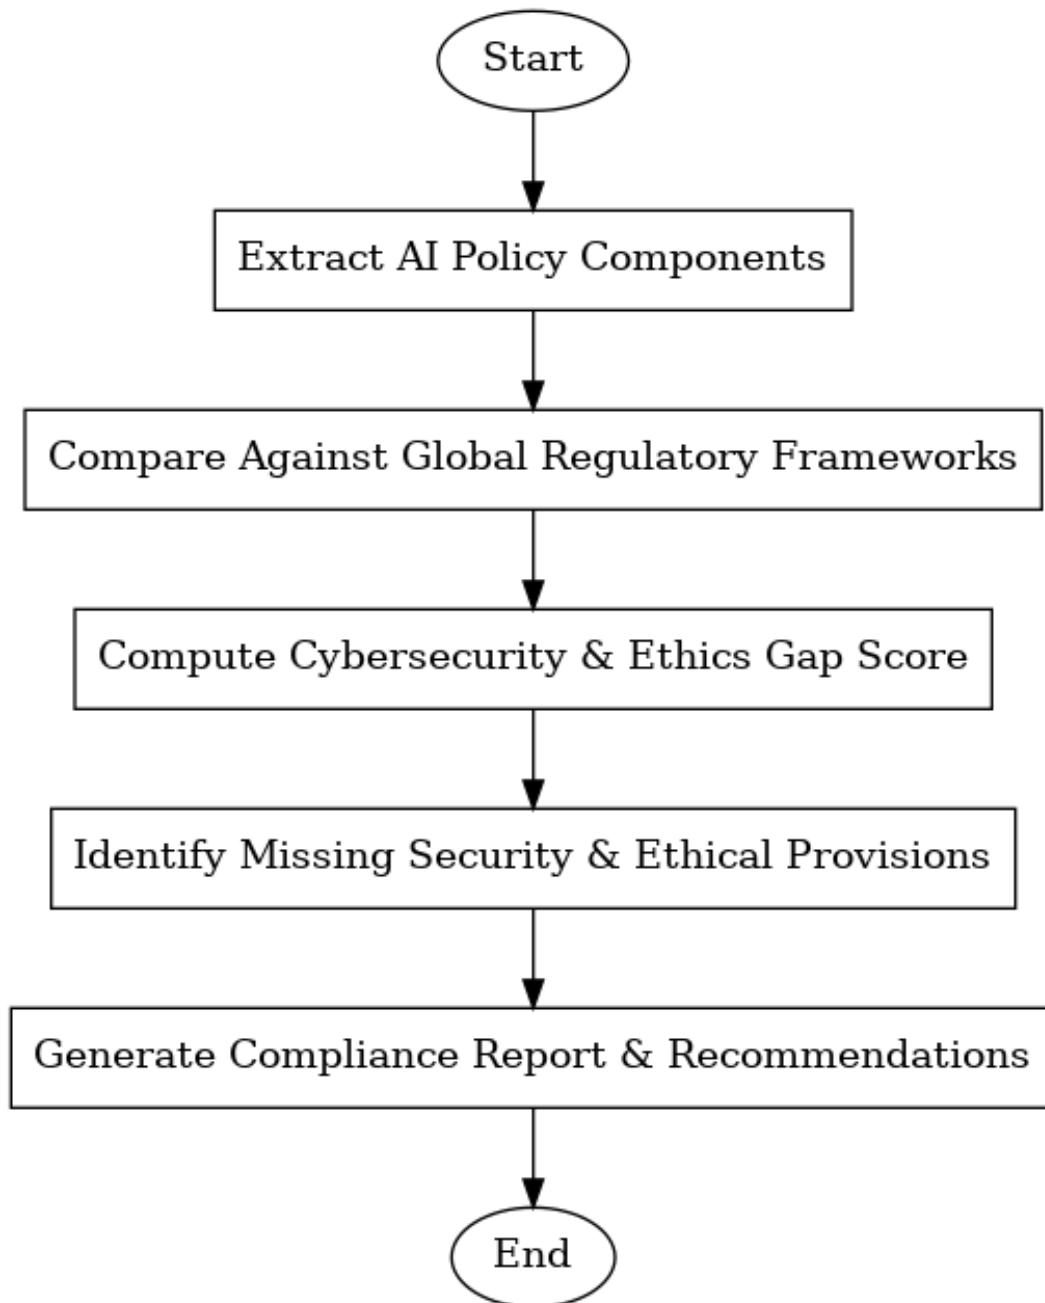 Start
Extract AI Policy Components
Compare Against Global Regulatory Frameworks
Compute Cybersecurity & Ethics Gap Score
Identify Missing Security & Ethical Provisions
Generate Compliance Report & Recommendations
End